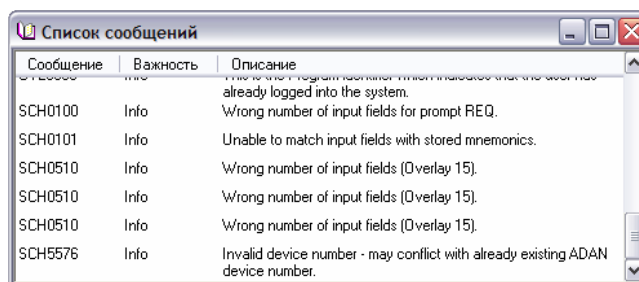 Список сообщений
Сообщение Важность Описание
already logged into the system.
SCH0100 Info Wrong number of input fields for prompt REQ.
SCH0101 Info Unable to match input fields with stored mnemonics.
SCH0510 Info Wrong number of input fields (Overlay 15).
SCH0510 Info Wrong number of input fields (Overlay 15).
SCH0510 Info Wrong number of input fields (Overlay 15).
SCH5576 Info Invalid device number - may conflict with already existing ADAN
device number.